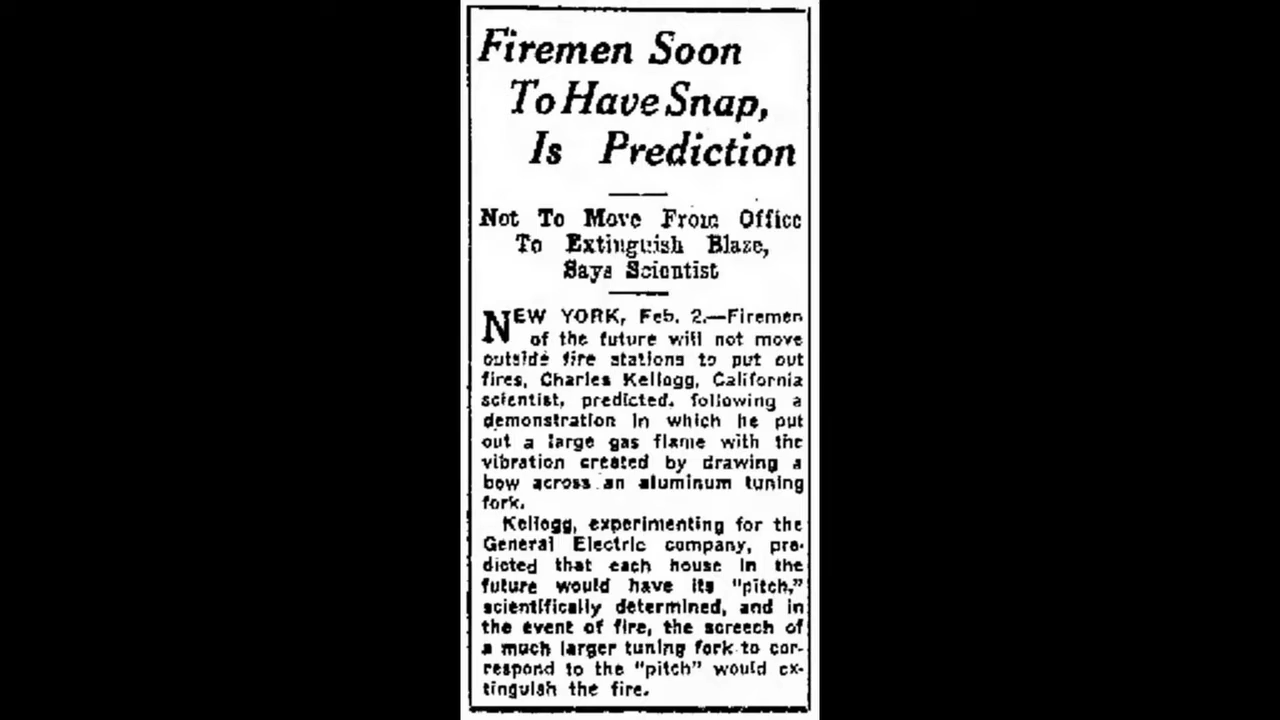 Firemen Soon
To Have Snap,
Is Prediction
Not To Move From Office
To Extinguish Blaze,
Says Scientist
NEW YORK, Feb. 2.—Firemen
of the future will not move
outside fire stations to put out
fires, Charles Kellogg, California
scientist, predicted, following a
demonstration in which he put
out a large gas flame with the
vibration created by drawing a
bow across an aluminum tuning
fork.
Kellogg, experimenting for the
General Electric company, pre-
dicted that each house in the
future would have its "pitch,"
scientifically determined, and in
the event of fire, the screech of
a much larger tuning fork to cor-
respond to the "pitch" would ex-
tinguish the fire.